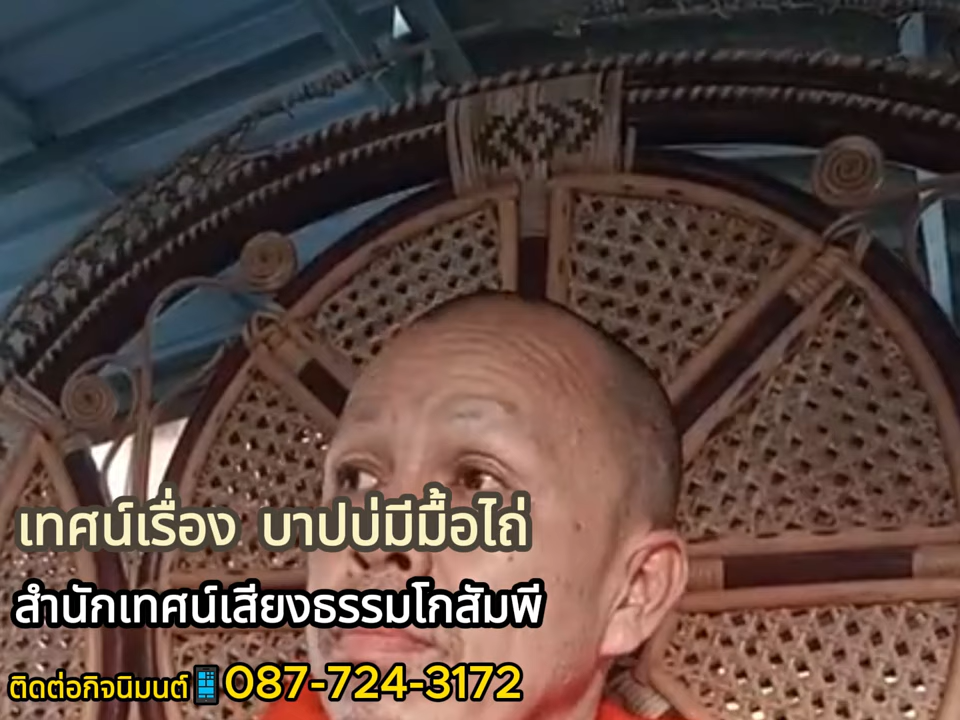 เทศน์เรื่อง บาปบ่มีมื้อไถ่
สำนักเทศน์เสียงธรรมโกสัมพี
ติดต่อกิจนิมนต์📱087-724-3172